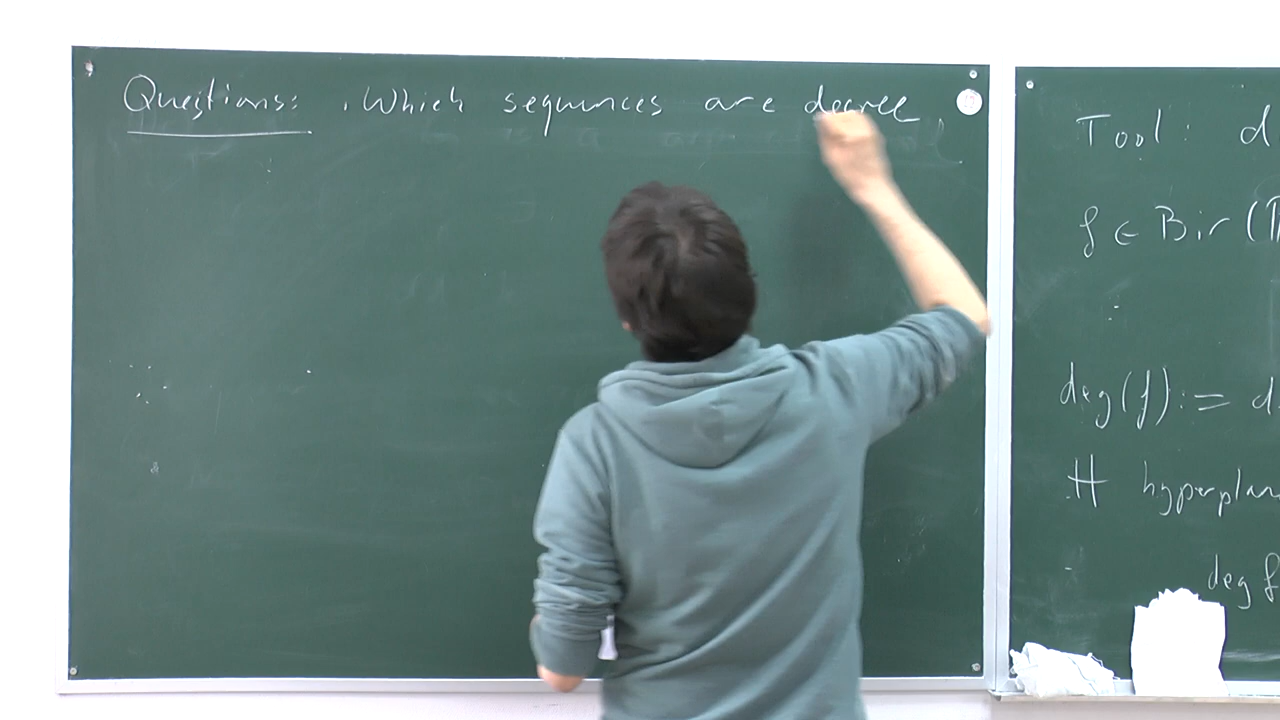 Questions: . Which sequences are degree
Tool: d
f ∈ Bir (P
deg(f) := d
H hyperplan
deg f